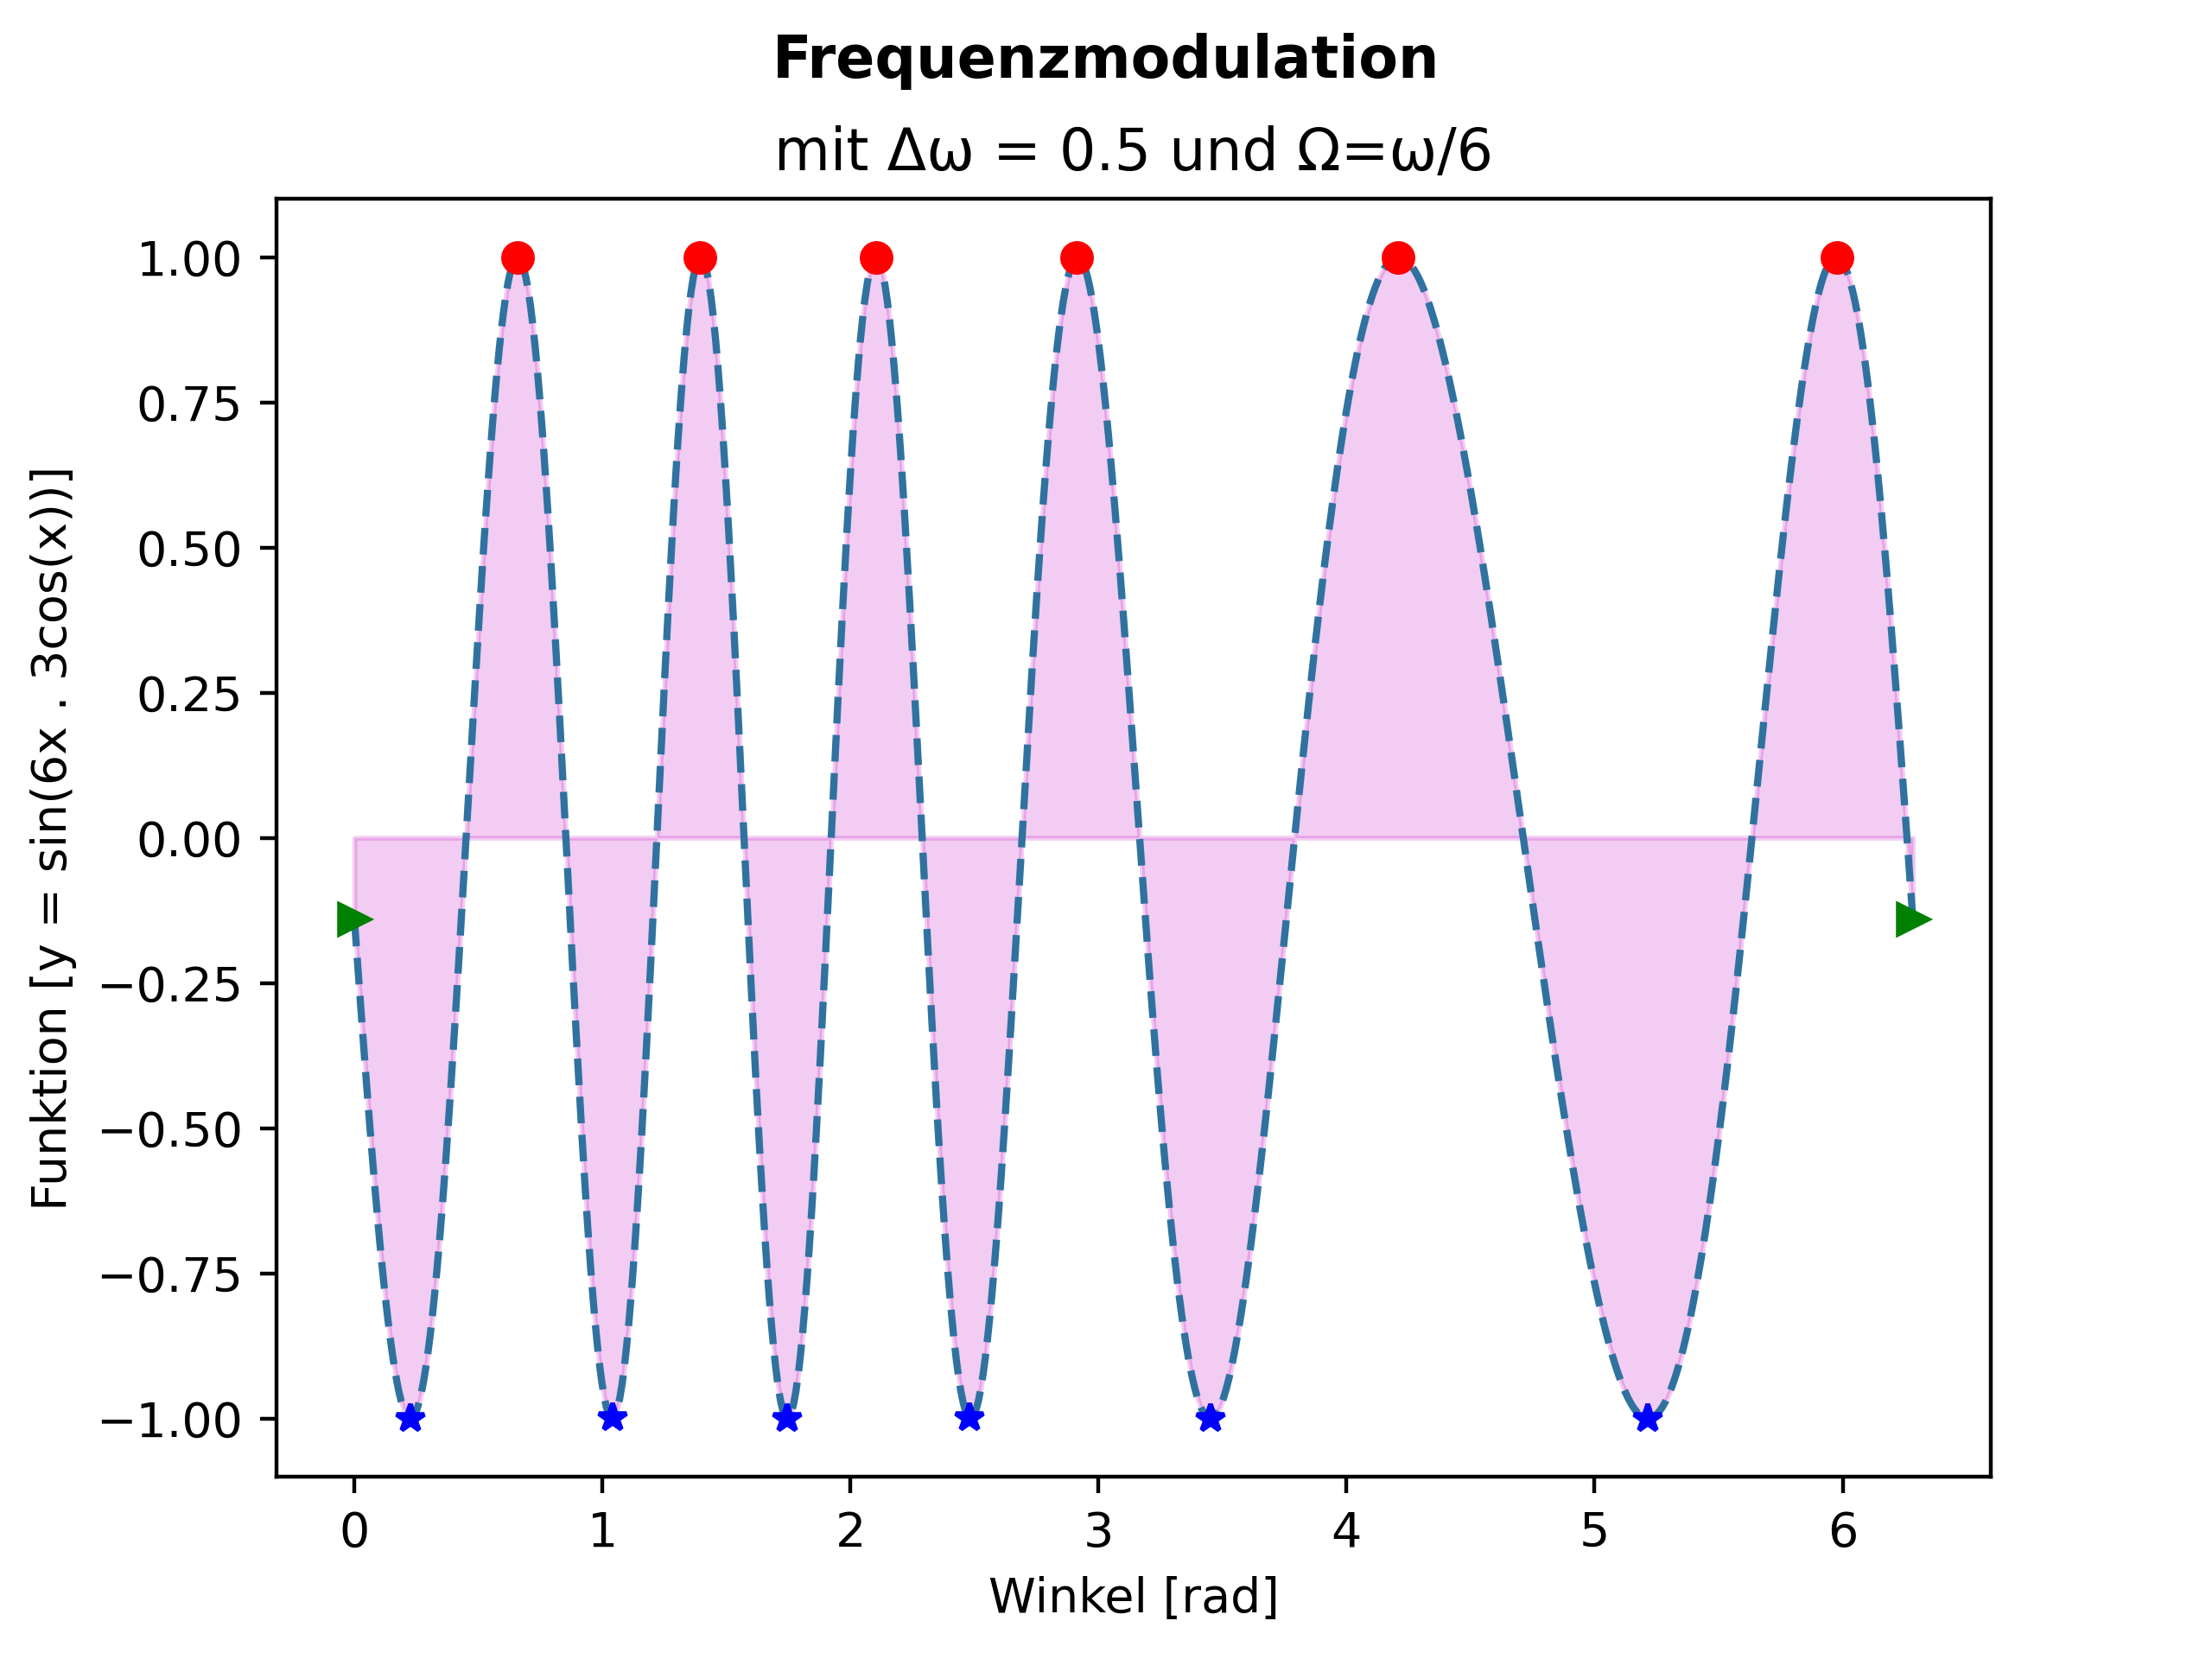 Frequenzmodulation
mit Δω = 0.5 und Ω=ω/6
Funktion [y = sin(6x . 3cos(x))]
1.00
0.75
0.50
0.25
0.00
−0.25
−0.50
−0.75
−1.00
0 1 2 3 4 5 6
Winkel [rad]